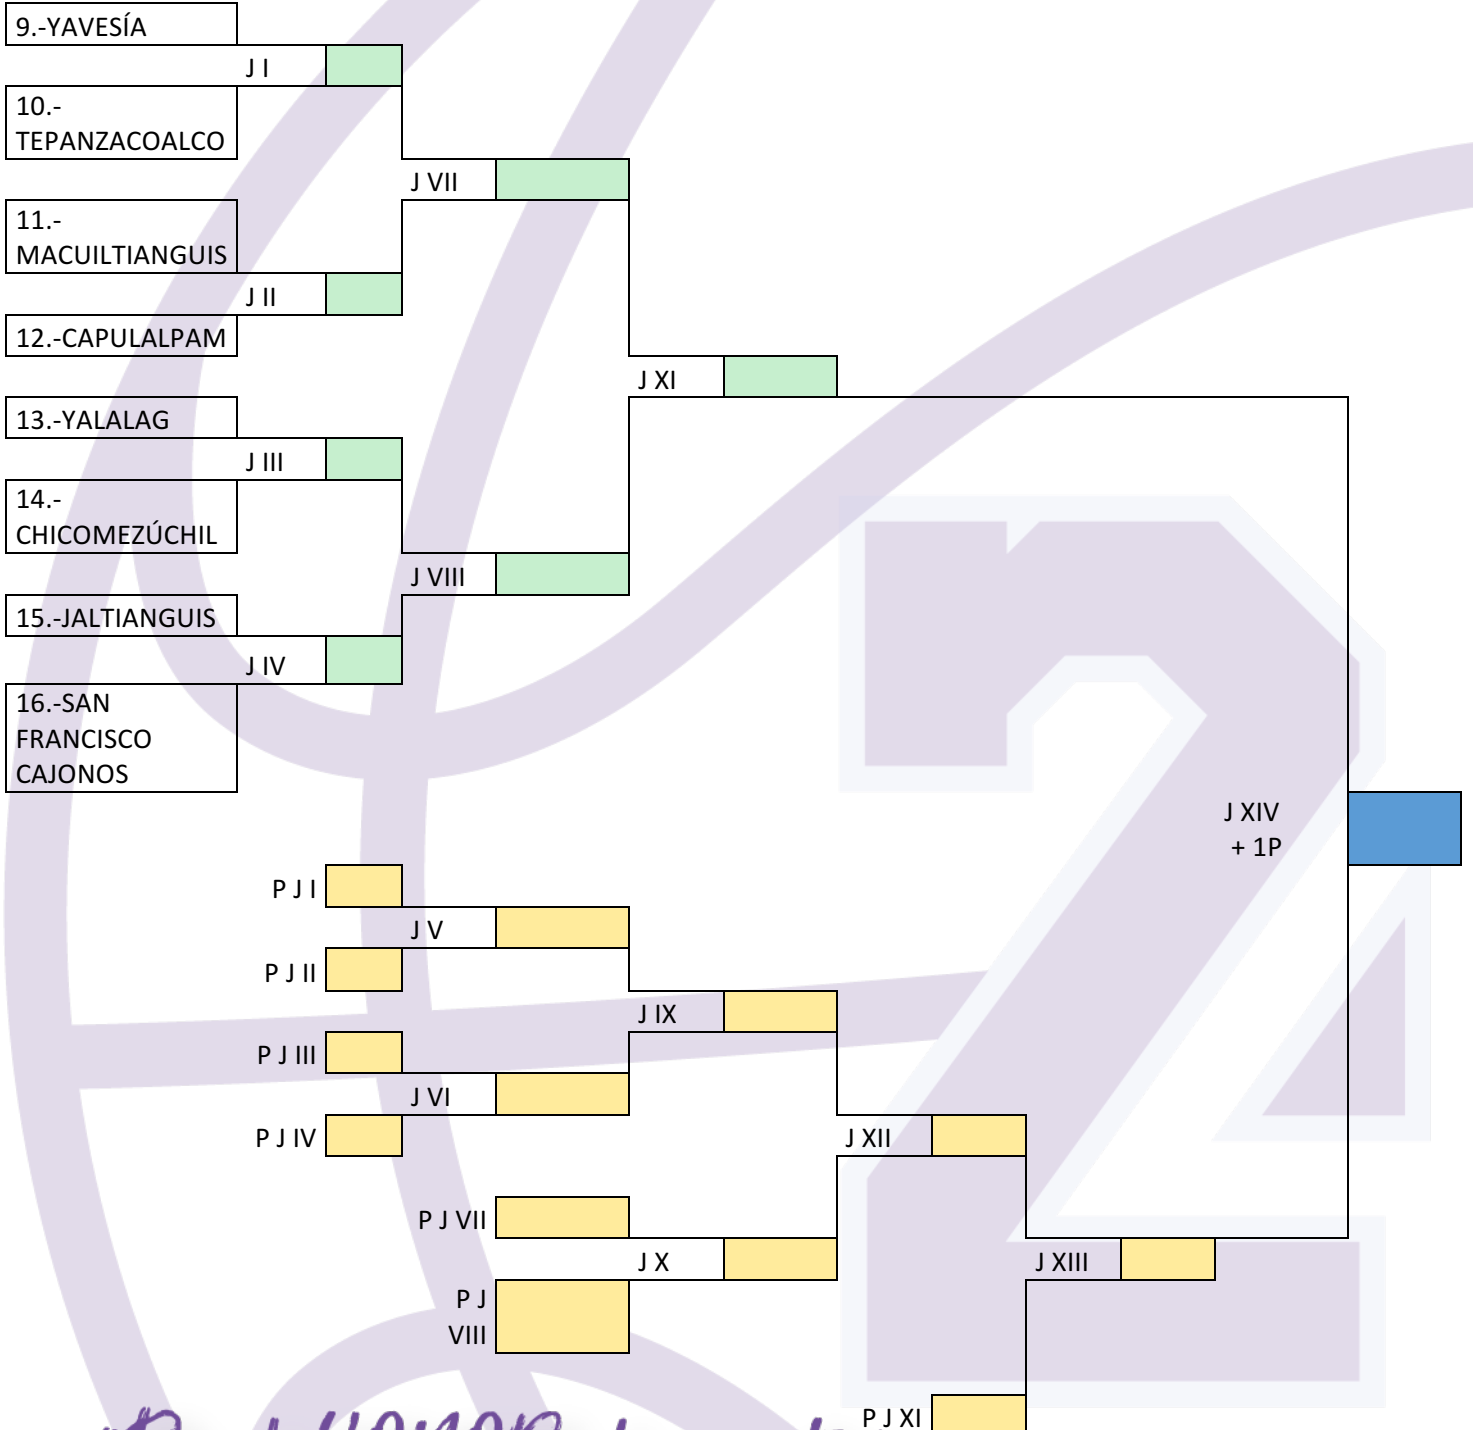 9.-YAVESÍA
J I
10.-
TEPANZACOALCO
J VII
11.-
MACUILTIANGUIS
J II
12.-CAPULALPAM
J XI
13.-YALALAG
J III
14.-
CHICOMEZÚCHIL
J VIII
15.-JALTIANGUIS
J IV
16.-SAN
FRANCISCO
CAJONOS
J XIV
+ 1P
P J I
J V
P J II
J IX
P J III
J VI
P J IV
J XII
P J VII
J X
J XIII
P J
VIII
P J XI
2